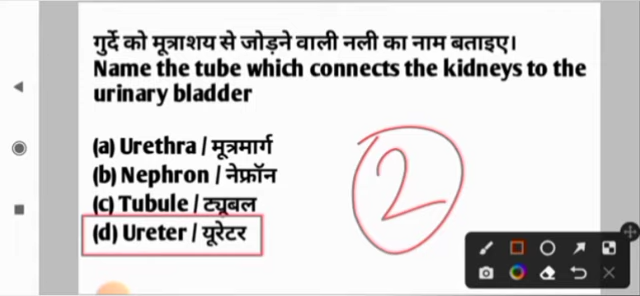 गुर्दे को मूत्राशय से जोड़ने वाली नली का नाम बताइए।
Name the tube which connects the kidneys to the
urinary bladder
(a) Urethra / मूत्रमार्ग
(b) Nephron / नेफ्रॉन
(c) Tubule / ट्यूबल
(d) Ureter / यूरेटर
2